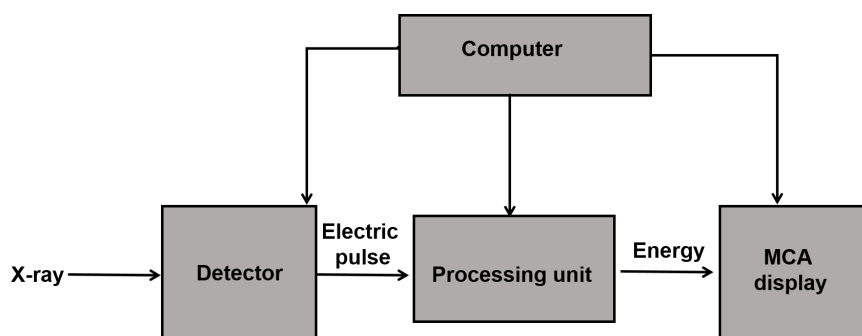 Computer
Electric
pulse
Energy
X-ray
Detector
Processing unit
MCA
display